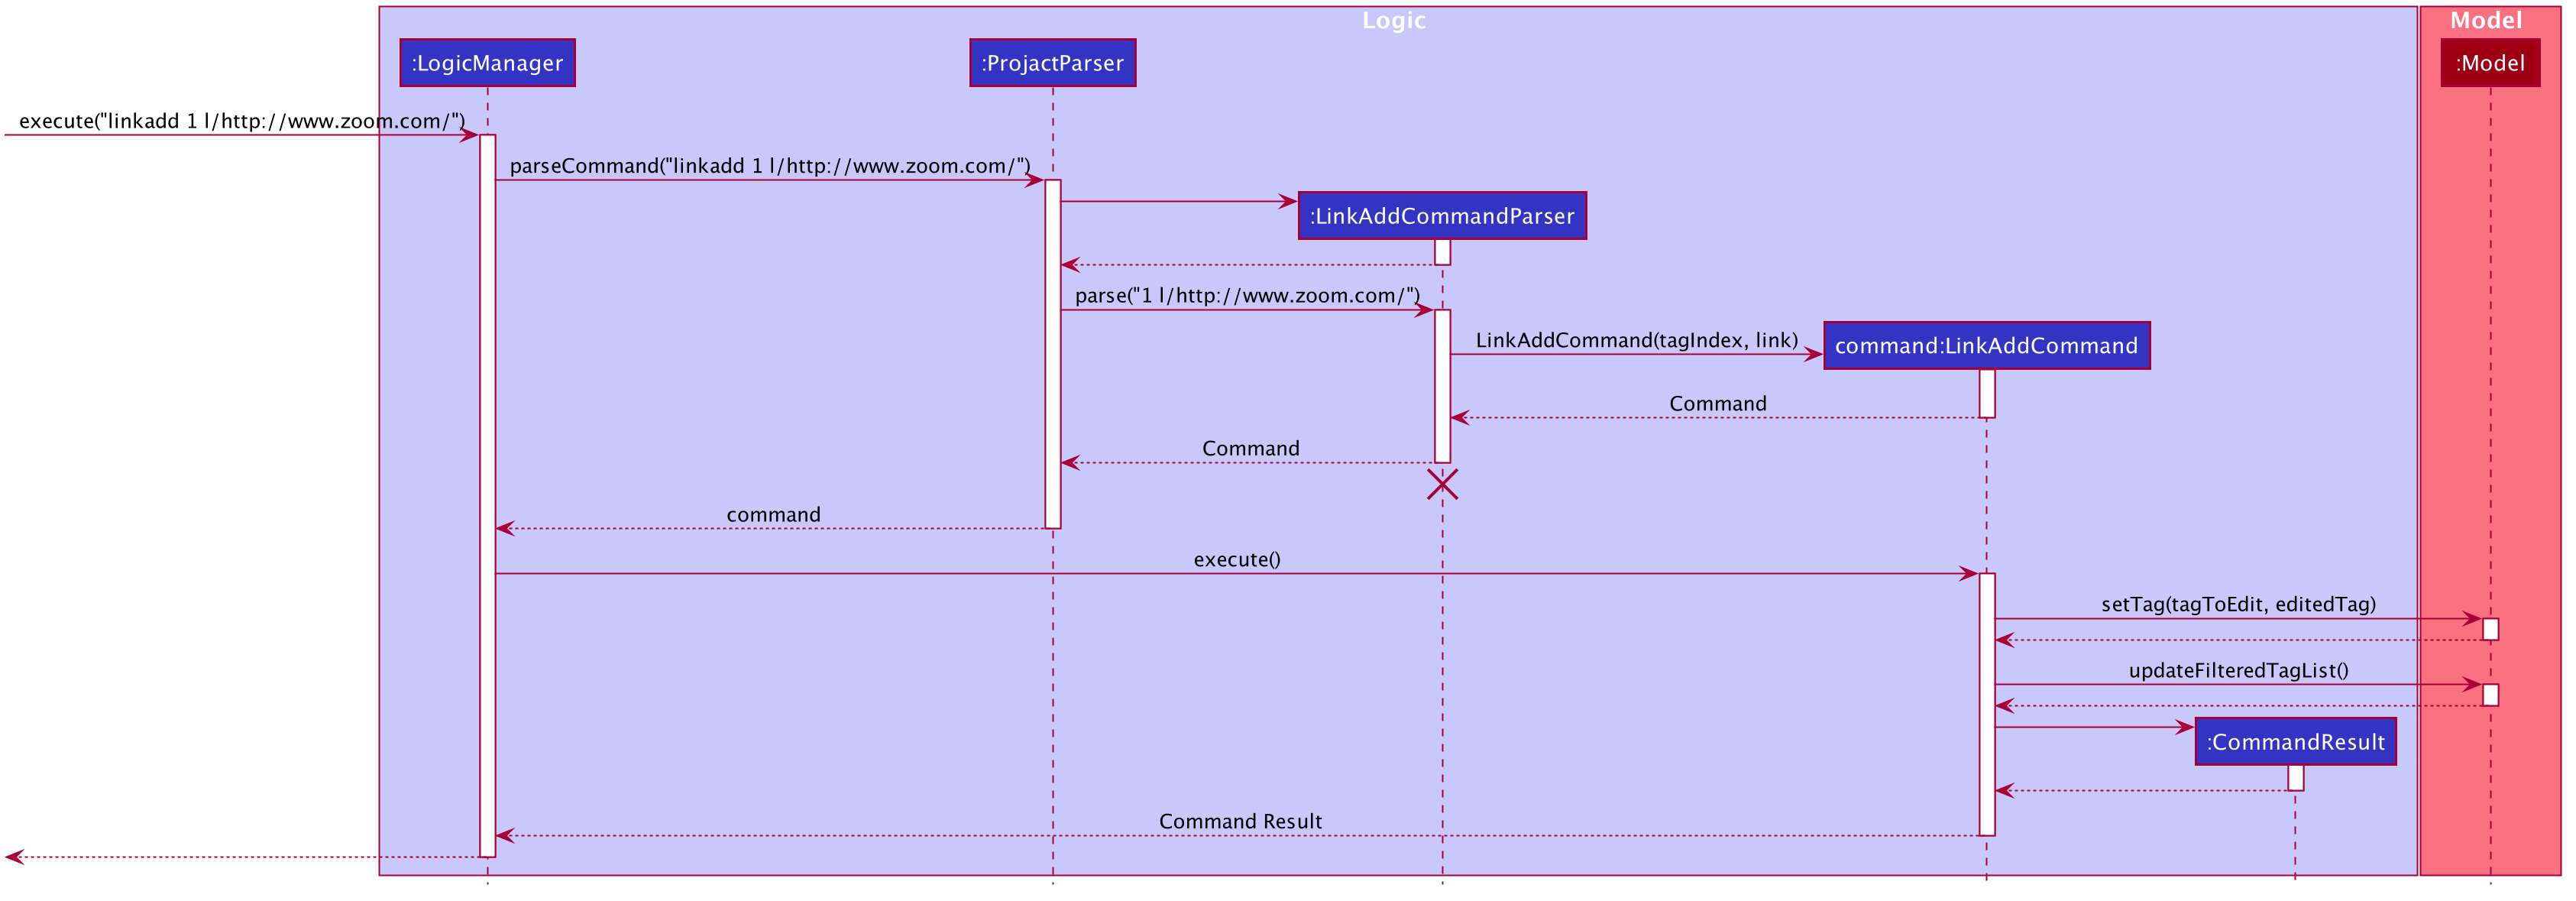 Logic
Model
:LogicManager
:ProjactParser
:Model
execute("linkadd 1 l/http://www.zoom.com/")
parseCommand("linkadd 1 l/http://www.zoom.com/")
:LinkAddCommandParser
parse("1 l/http://www.zoom.com/")
LinkAddCommand(tagIndex, link)
command:LinkAddCommand
Command
Command
command
execute()
setTag(tagToEdit, editedTag)
updateFilteredTagList()
:CommandResult
Command Result